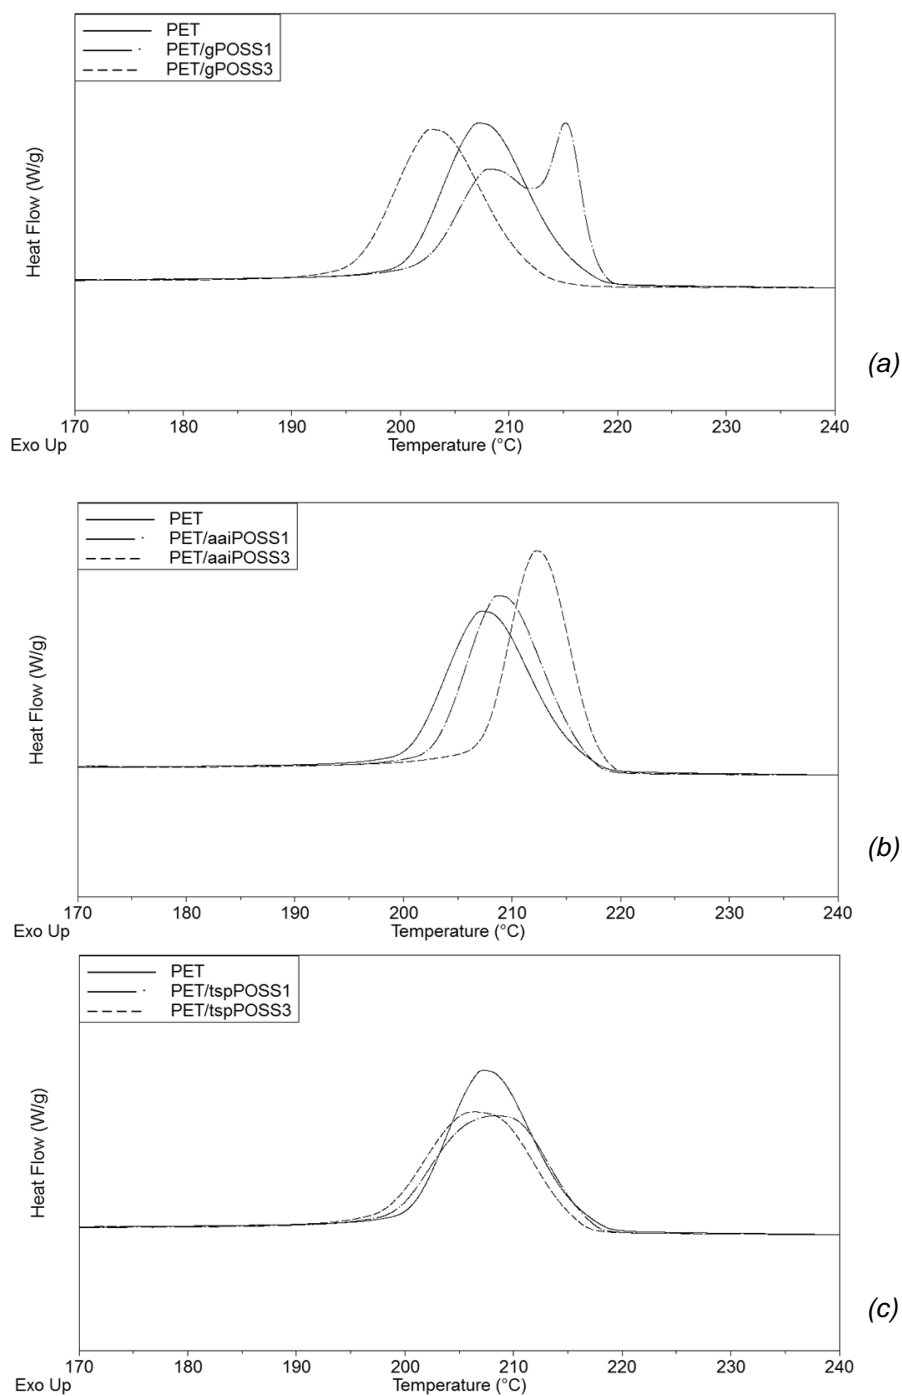 PET
PET/gPOSS1
PET/gPOSS3
Heat Flow (W/g)
(a)
170 180 190 200 210 220 230 240
Exo Up Temperature (°C)
PET
PET/aaiPOSS1
PET/aaiPOSS3
Heat Flow (W/g)
(b)
170 180 190 200 210 220 230 240
Exo Up Temperature (°C)
PET
PET/tspPOSS1
PET/tspPOSS3
Heat Flow (W/g)
(c)
170 180 190 200 210 220 230 240
Exo Up Temperature (°C)